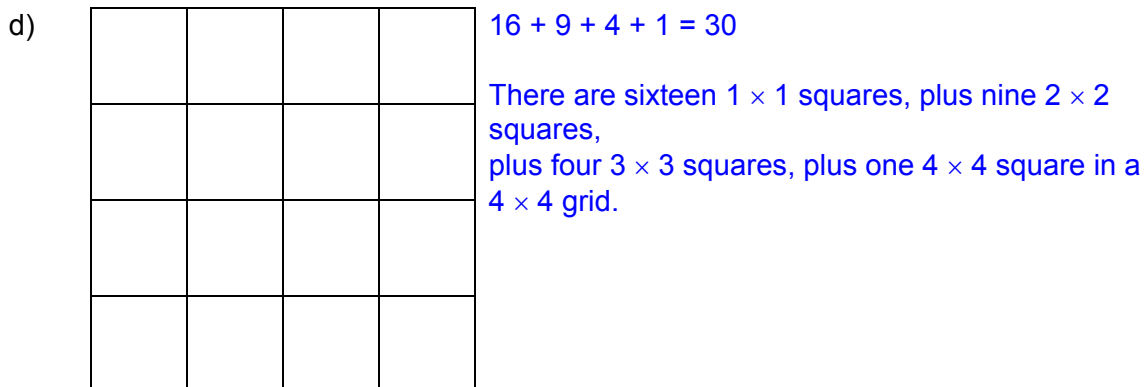 d) 16 + 9 + 4 + 1 = 30
There are sixteen 1 × 1 squares, plus nine 2 × 2
squares,
plus four 3 × 3 squares, plus one 4 × 4 square in a
4 × 4 grid.